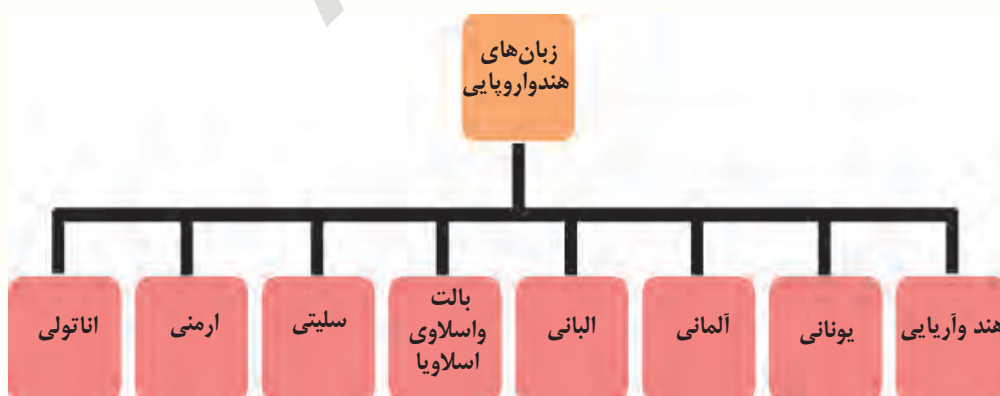 زبان‌های
هندواروپایی
هند وآریایی
یونانی
آلمانی
البانی
بالت
واسلاوی
اسلاویا
سلیتی
ارمنی
اناتولی